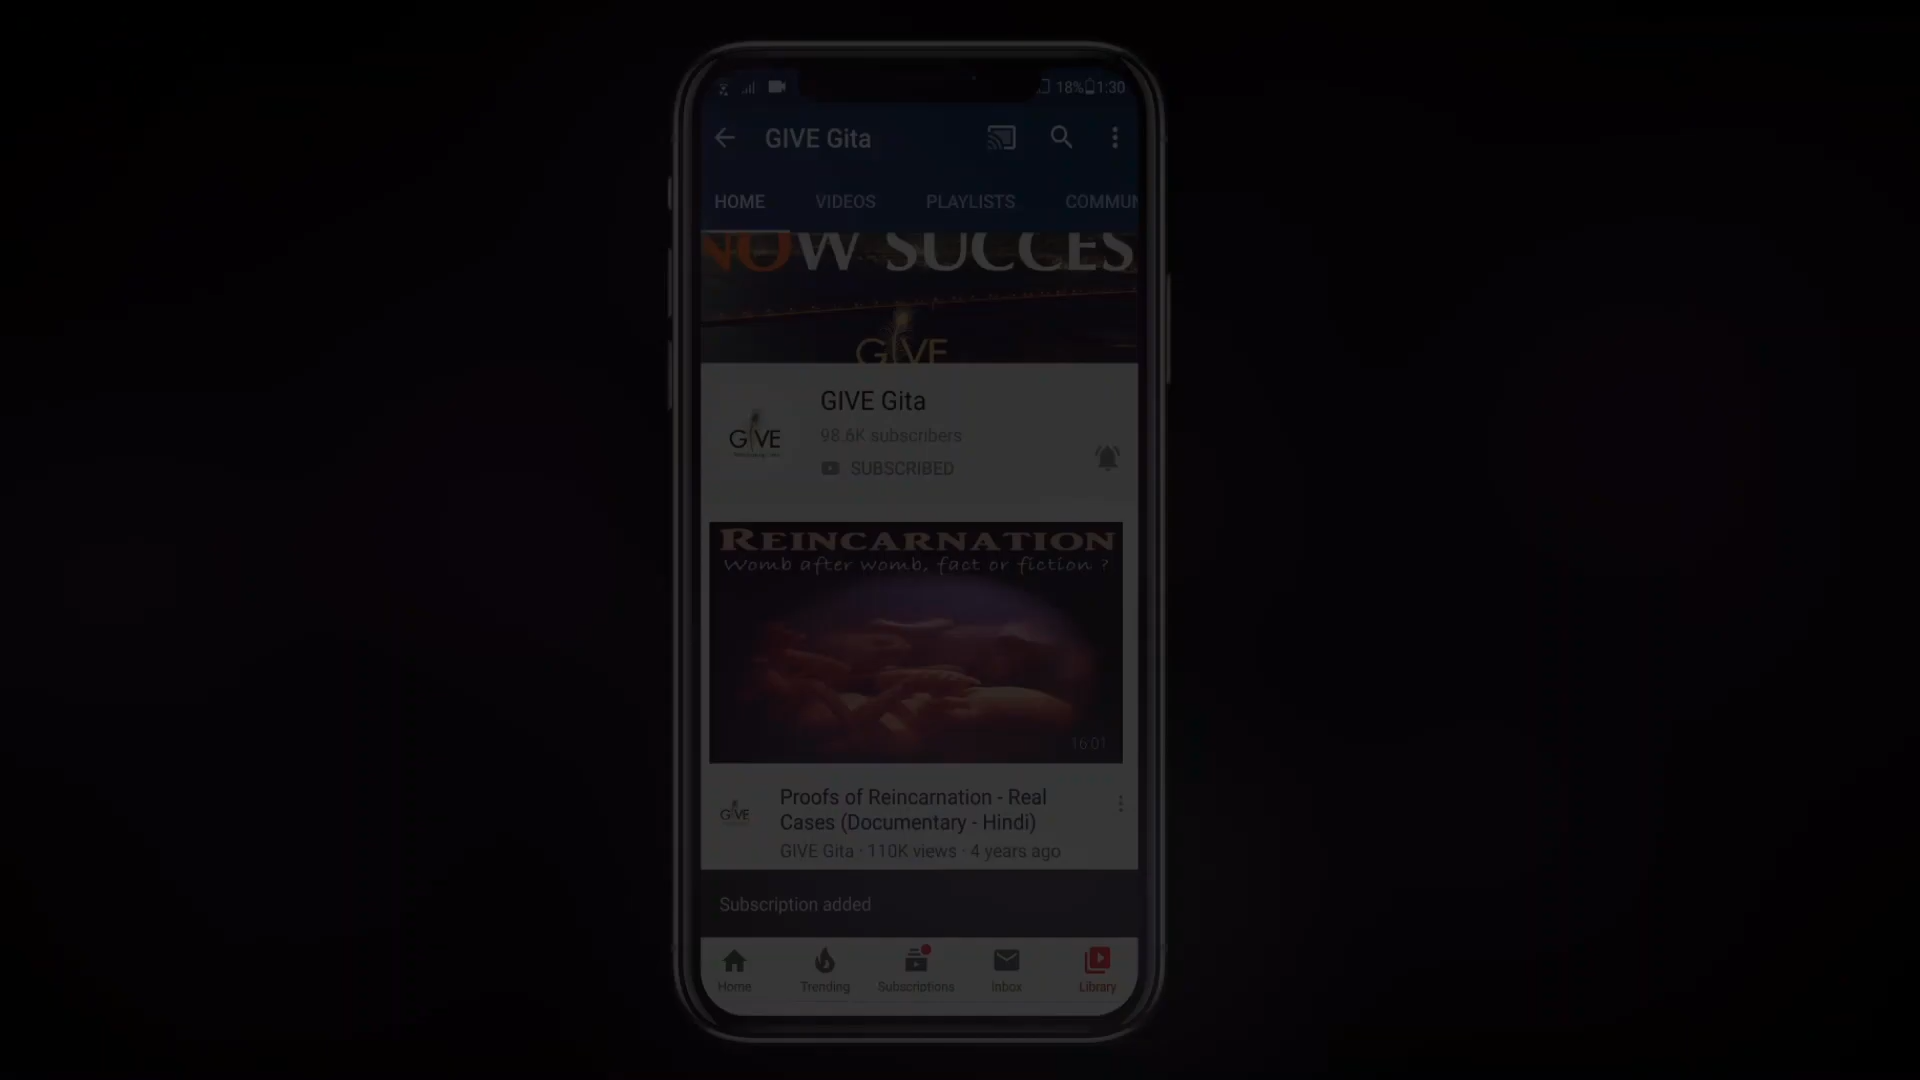 18% 1:30
GIVE Gita
HOME VIDEOS PLAYLISTS COMMUN
NOW SUCCES
GIVE
GIVE Gita
98.6K subscribers
GIVE
SUBSCRIBED
REINCARNATION
Womb after womb, fact or fiction ?
16:01
Proofs of Reincarnation - Real
GIVE
Cases (Documentary - Hindi)
GIVE Gita · 110K views · 4 years ago
Subscription added
Home Trending Subscriptions Inbox Library